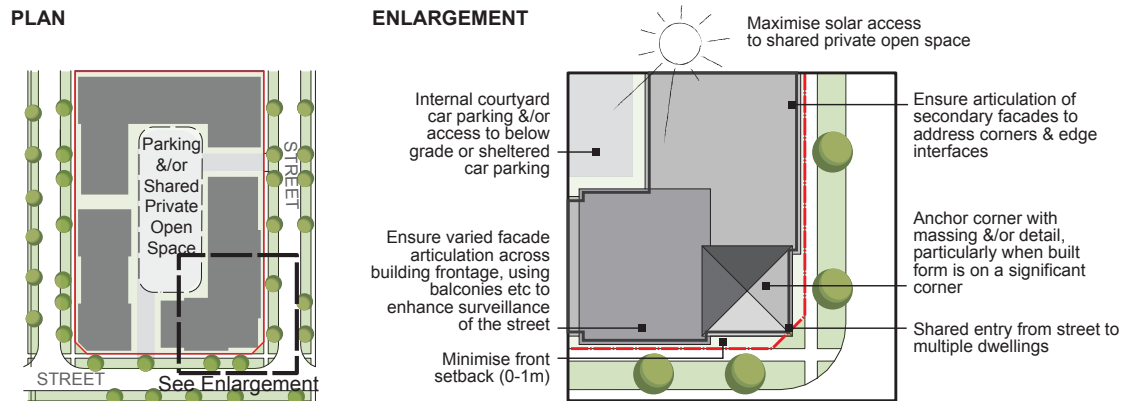 PLAN
Parking
&/or
Shared
Private
Open
Space
STREET
STREET
See Enlargement
ENLARGEMENT
Maximise solar access
to shared private open space
Internal courtyard
car parking &/or
access to below
grade or sheltered
car parking
Ensure varied facade
articulation across
building frontage, using
balconies etc to
enhance surveillance
of the street
Minimise front
setback (0-1m)
Ensure articulation of
secondary facades to
address corners & edge
interfaces
Anchor corner with
massing &/or detail,
particularly when built
form is on a significant
corner
Shared entry from street to
multiple dwellings